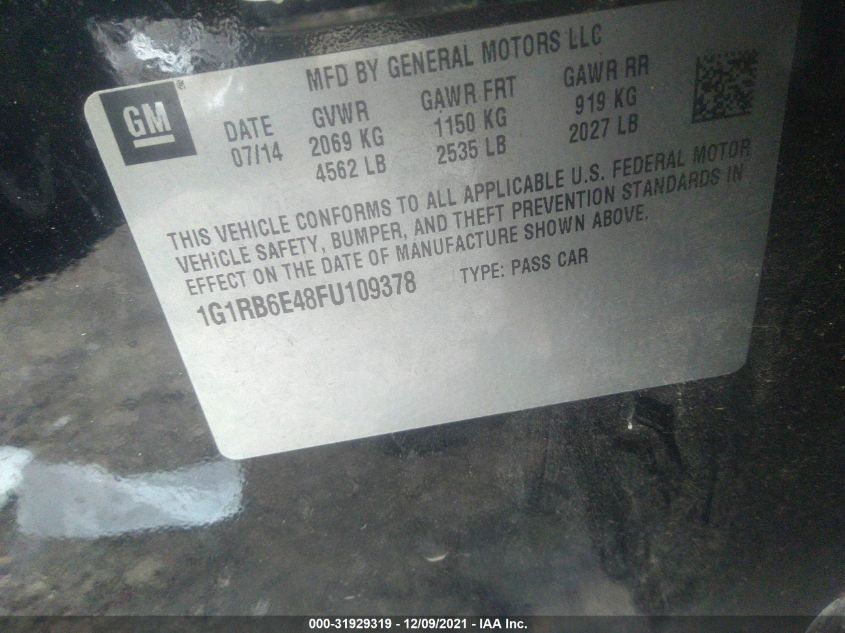 MFD BY GENERAL MOTORS LLC
GM ®
DATE GVWR GAWR FRT GAWR RR
07/14 2069 KG 1150 KG 919 KG
4562 LB 2535 LB 2027 LB
THIS VEHICLE CONFORMS TO ALL APPLICABLE U.S. FEDERAL MOTOR
VEHICLE SAFETY, BUMPER, AND THEFT PREVENTION STANDARDS IN
EFFECT ON THE DATE OF MANUFACTURE SHOWN ABOVE.
1G1RB6E48FU109378 TYPE: PASS CAR
000-31929319 - 12/09/2021 - IAA Inc.